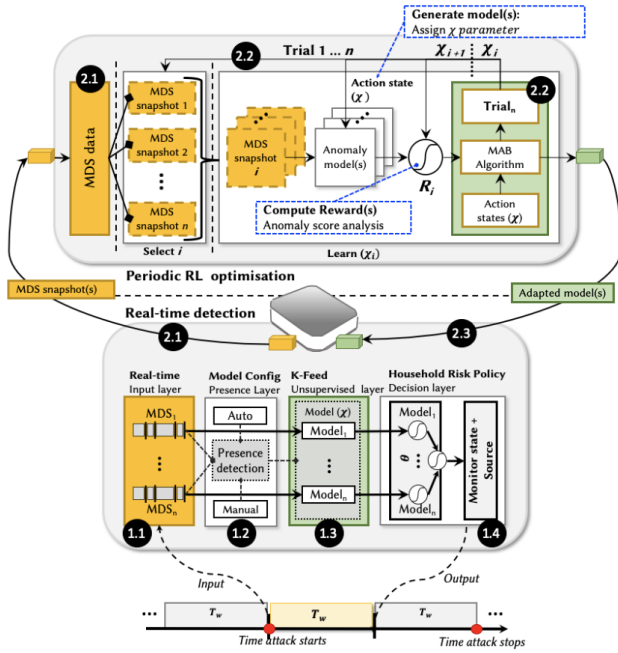 Generate model(s):
Assign χ parameter
2.2
Trial 1 ... n
χi+1
χi
2.1
MDS data
MDS
snapshot 1
MDS
snapshot 2
MDS
snapshot n
Select i
MDS
snapshot
i
Action state
(χ)
Anomaly
model(s)
Ri
Compute Reward(s)
Anomaly score analysis
Learn (χi)
2.2
Trialn
MAB
Algorithm
Action
states (χ)
Periodic RL optimisation
MDS snapshot(s)
Adapted model(s)
Real-time detection
2.1
2.3
Real-time
Input layer
Model Config
Presence Layer
K-Feed
Unsupervised layer
Household Risk Policy
Decision layer
MDS1
...
MDSn
Auto
Presence
detection
Manual
Model (χ)
Model1
...
Modeln
Model1
...
θ
Modeln
Monitor state +
Source
1.1
1.2
1.3
1.4
Input
Output
... Tw Tw Tw ...
Time attack starts
Time attack stops